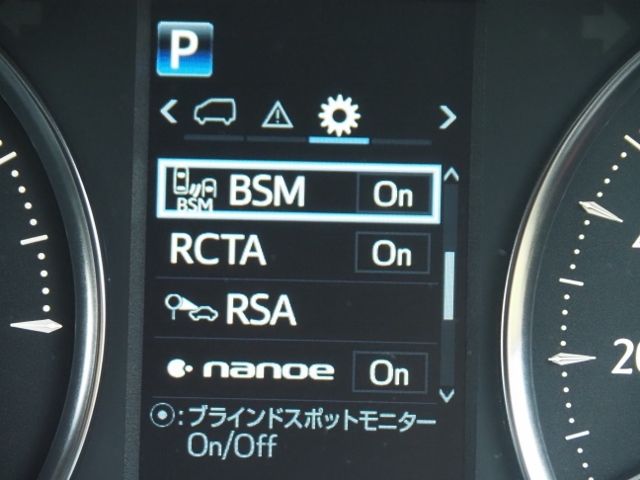 P
BSM BSM On
RCTA On
RSA
nanoe On
⦿:ブラインドスポットモニター
On/Off
20